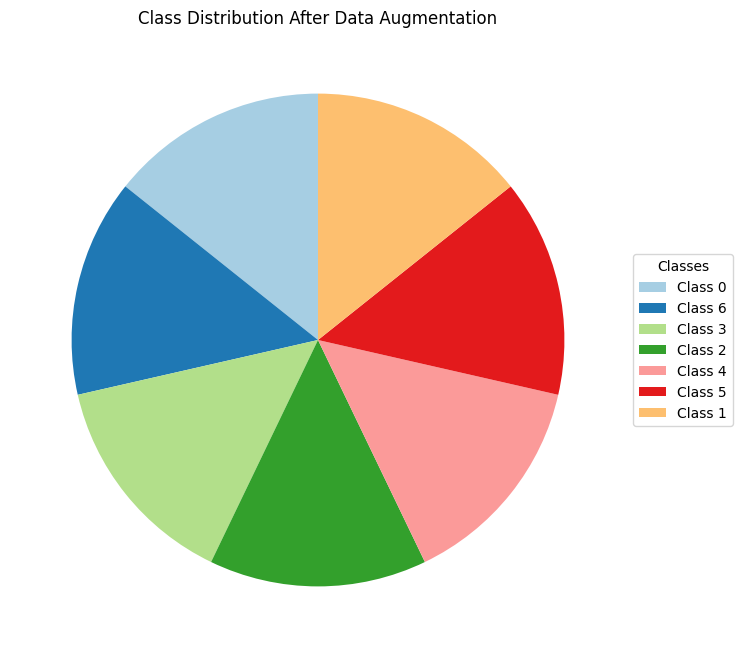 Class Distribution After Data Augmentation
Classes
Class 0
Class 6
Class 3
Class 2
Class 4
Class 5
Class 1